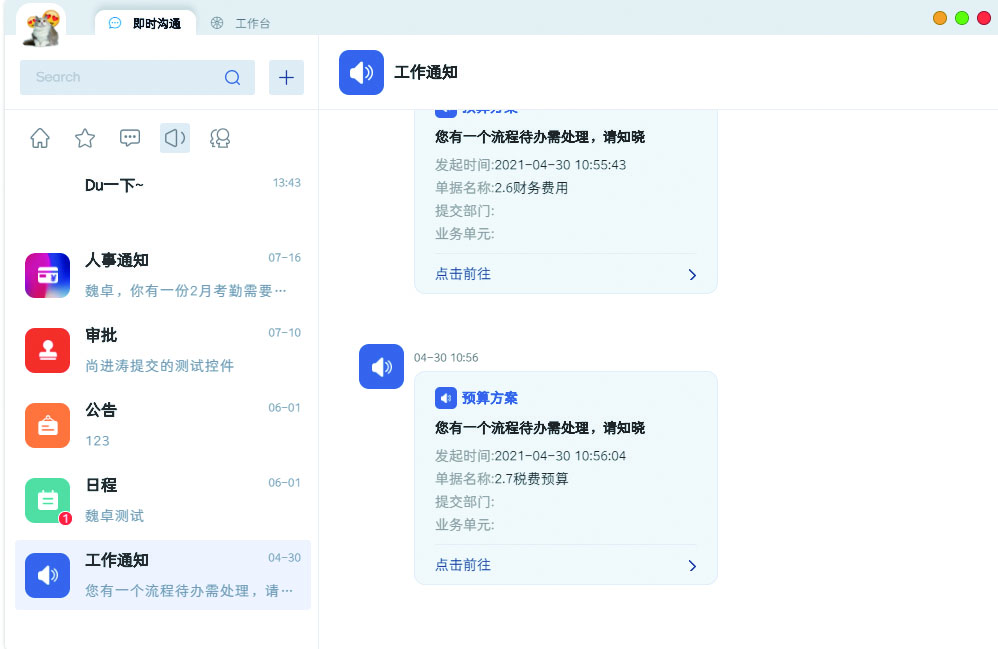 即时沟通
工作台
Search
Du一下~
13:43
人事通知
07-16
魏卓，你有一份2月考勤需要···
审批
07-10
尚进涛提交的测试控件
公告
06-01
123
日程
06-01
魏卓测试
1
工作通知
04-30
您有一个流程待办需处理，请···
工作通知
预算方案
您有一个流程待办需处理，请知晓
发起时间:2021-04-30 10:55:43
单据名称:2.6财务费用
提交部门:
业务单元:
点击前往
04-30 10:56
预算方案
您有一个流程待办需处理，请知晓
发起时间:2021-04-30 10:56:04
单据名称:2.7税费预算
提交部门:
业务单元:
点击前往